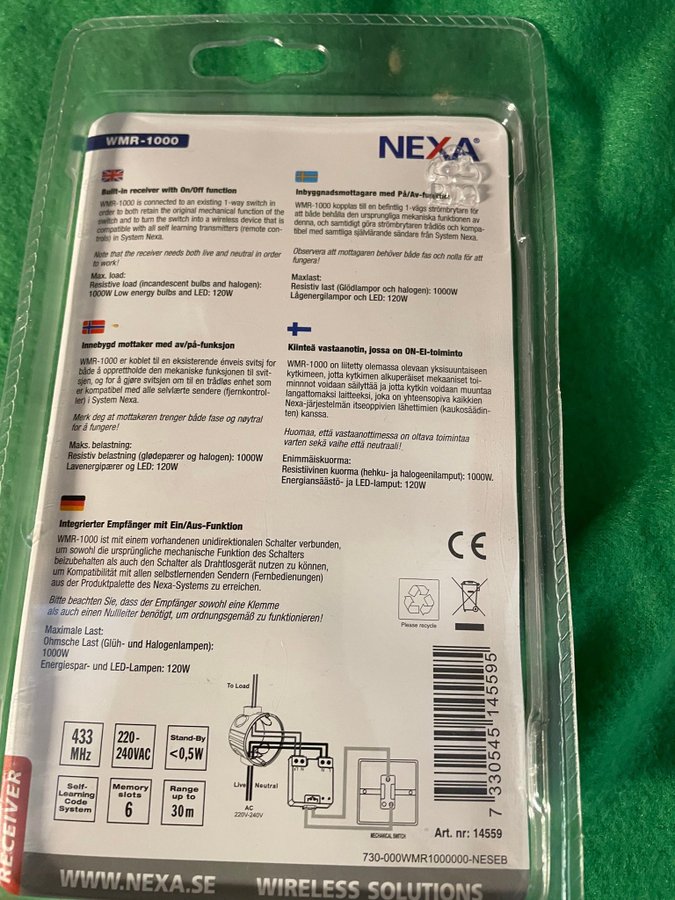 WMR-1000
NEXA®
Built-in receiver with On/Off function
WMR-1000 is connected to an existing 1-way switch in
order to both retain the original mechanical function of the
switch and to turn the switch into a wireless device that is
compatible with all self learning transmitters (remote con-
trols) in System Nexa.
Note that the receiver needs both live and neutral in order
to work!
Max. load:
Resistive load (incandescent bulbs and halogen):
1000W Low energy bulbs and LED: 120W
Inbyggnadsmottagare med På/Av-funktion
WMR-1000 kopplas till en befintlig 1-vägs strömbrytare för
att både behålla den ursprungliga mekaniska funktionen av
denna, och samtidigt göra strömbrytaren trådlös och kompa-
tibel med samtliga självlärande sändare från System Nexa.
Observera att mottagaren behöver både fas och nolla för att
fungera!
Maxlast:
Resistiv last (Glödlampor och halogen): 1000W
Lågenergilampor och LED: 120W
Innebygd mottaker med av/på-funksjon
WMR-1000 er koblet til en eksisterende énveis svitsj for
både å opprettholde den mekaniske funksjonen til svit-
sjen, og for å gjøre svitsjen om til en trådløs enhet som
er kompatibel med alle selvlærte sendere (fjernkontrol-
ler) i System Nexa.
Merk deg at mottakeren trenger både fase og nøytral
for å fungere!
Maks. belastning:
Resistiv belastning (glødepærer og halogen): 1000W
Lavenergipærer og LED: 120W
Kiinteä vastaanotin, jossa on ON-EI-toiminto
WMR-1000 on liitetty olemassa olevaan yksisuuntaiseen
kytkimeen, jotta kytkimen alkuperäiset mekaaniset toi-
minnnot voidaan säilyttää ja jotta kytkin voidaan muuntaa
langattomaksi laitteeksi, joka on yhteensopiva kaikkien
Nexa-järjestelmän itseoppivien lähettimien (kaukosäädin-
ten) kanssa.
Huomaa, että vastaanottimessa on oltava toimintaa
varten sekä vaihe että neutraali!
Enimmäiskuorma:
Resistiivinen kuorma (hehku- ja halogeenilamput): 1000W.
Energiansäästö- ja LED-lamput: 120W
Integrierter Empfänger mit Ein/Aus-Funktion
WMR-1000 ist mit einem vorhandenen unidirektionalen Schalter verbunden,
um sowohl die ursprüngliche mechanische Funktion des Schalters
beizubehalten als auch den Schalter als Drahtlosgerät nutzen zu können,
um Kompatibilität mit allen selbstlernenden Sendern (Fernbedienungen)
aus der Produktpalette des Nexa-Systems zu erreichen.
Bitte beachten Sie, dass der Empfänger sowohl eine Klemme
als auch einen Nullleiter benötigt, um ordnungsgemäß zu funktionieren!
Maximale Last:
Ohmsche Last (Glüh- und Halogenlampen):
1000W
Energiespar- und LED-Lampen: 120W
CE
Please recycle
To Load
Live Neutral
AC
220V-240V
MECHANICAL SWITCH
433
MHz
220-
240VAC
Stand-By
<0,5W
Self-
Learning
Code
System
Memory
slots
6
Range
up to
30m
7 330545 145595
Art. nr: 14559
730-000WMR1000000-NESEB
RECEIVER
WWW.NEXA.SE WIRELESS SOLUTIONS